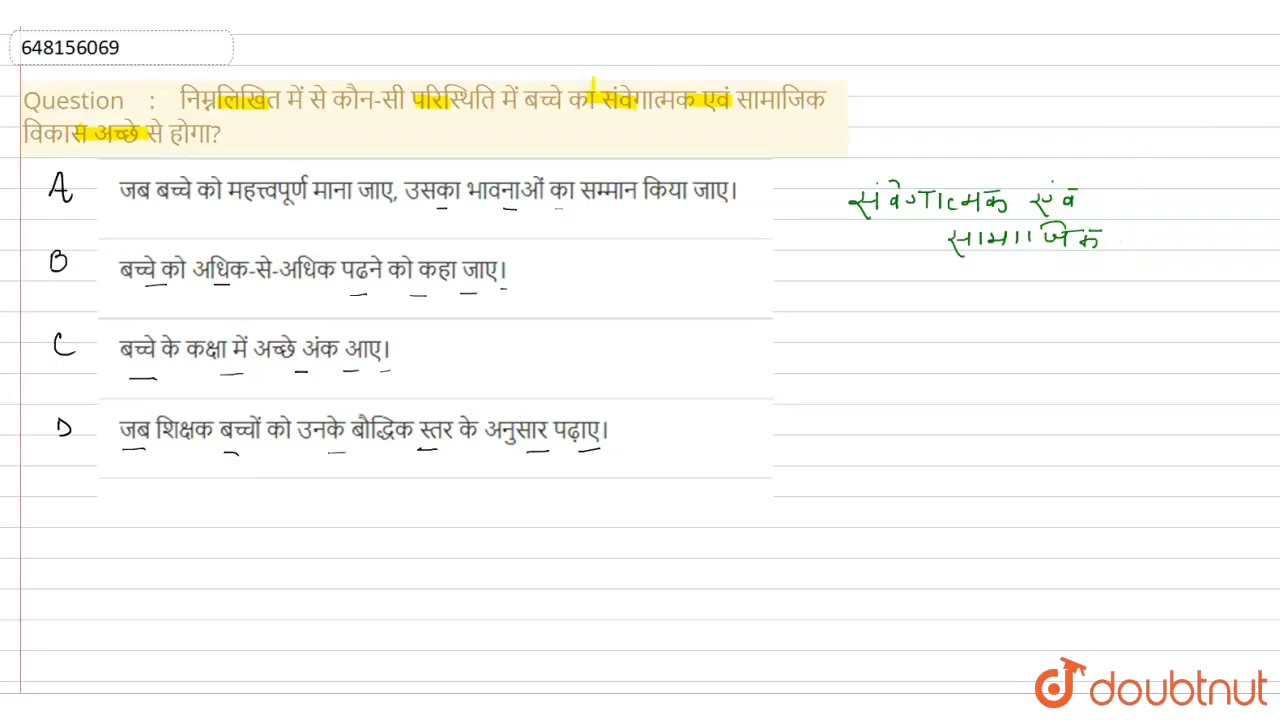 648156069
Question : निम्नलिखित में से कौन-सी परिस्थिति में बच्चे का संवेगात्मक एवं सामाजिक
विकास अच्छे से होगा?
A जब बच्चे को महत्त्वपूर्ण माना जाए, उसका भावनाओं का सम्मान किया जाए।
B बच्चे को अधिक-से-अधिक पढने को कहा जाए।
C बच्चे के कक्षा में अच्छे अंक आए।
D जब शिक्षक बच्चों को उनके बौद्धिक स्तर के अनुसार पढ़ाए।
संवेगात्मक एवं
सामाजिक
doubtnut